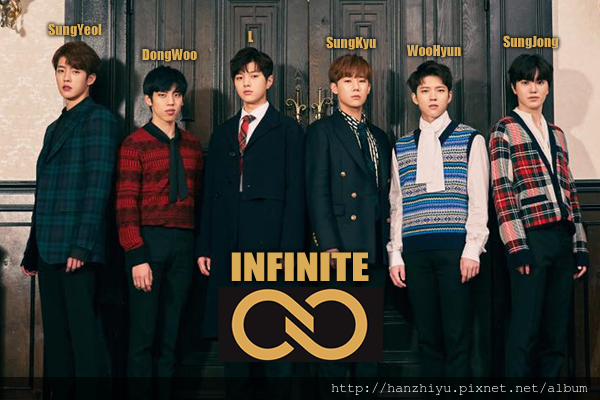 SungYeol
DongWoo
L
SungKyu
WooHyun
SungJong
INFINITE
http://hanzhiyu.pixnet.net/album